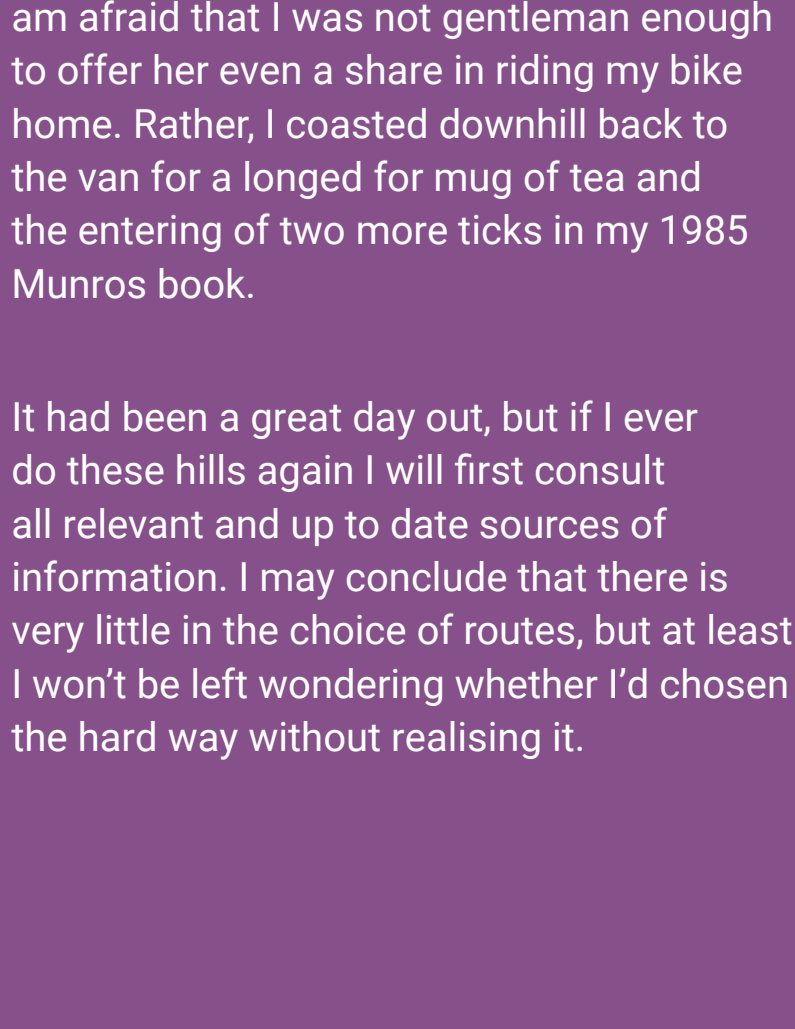 am afraid that I was not gentleman enough
to offer her even a share in riding my bike
home. Rather, I coasted downhill back to
the van for a longed for mug of tea and
the entering of two more ticks in my 1985
Munros book.
It had been a great day out, but if I ever
do these hills again I will first consult
all relevant and up to date sources of
information. I may conclude that there is
very little in the choice of routes, but at least
I won’t be left wondering whether I’d chosen
the hard way without realising it.